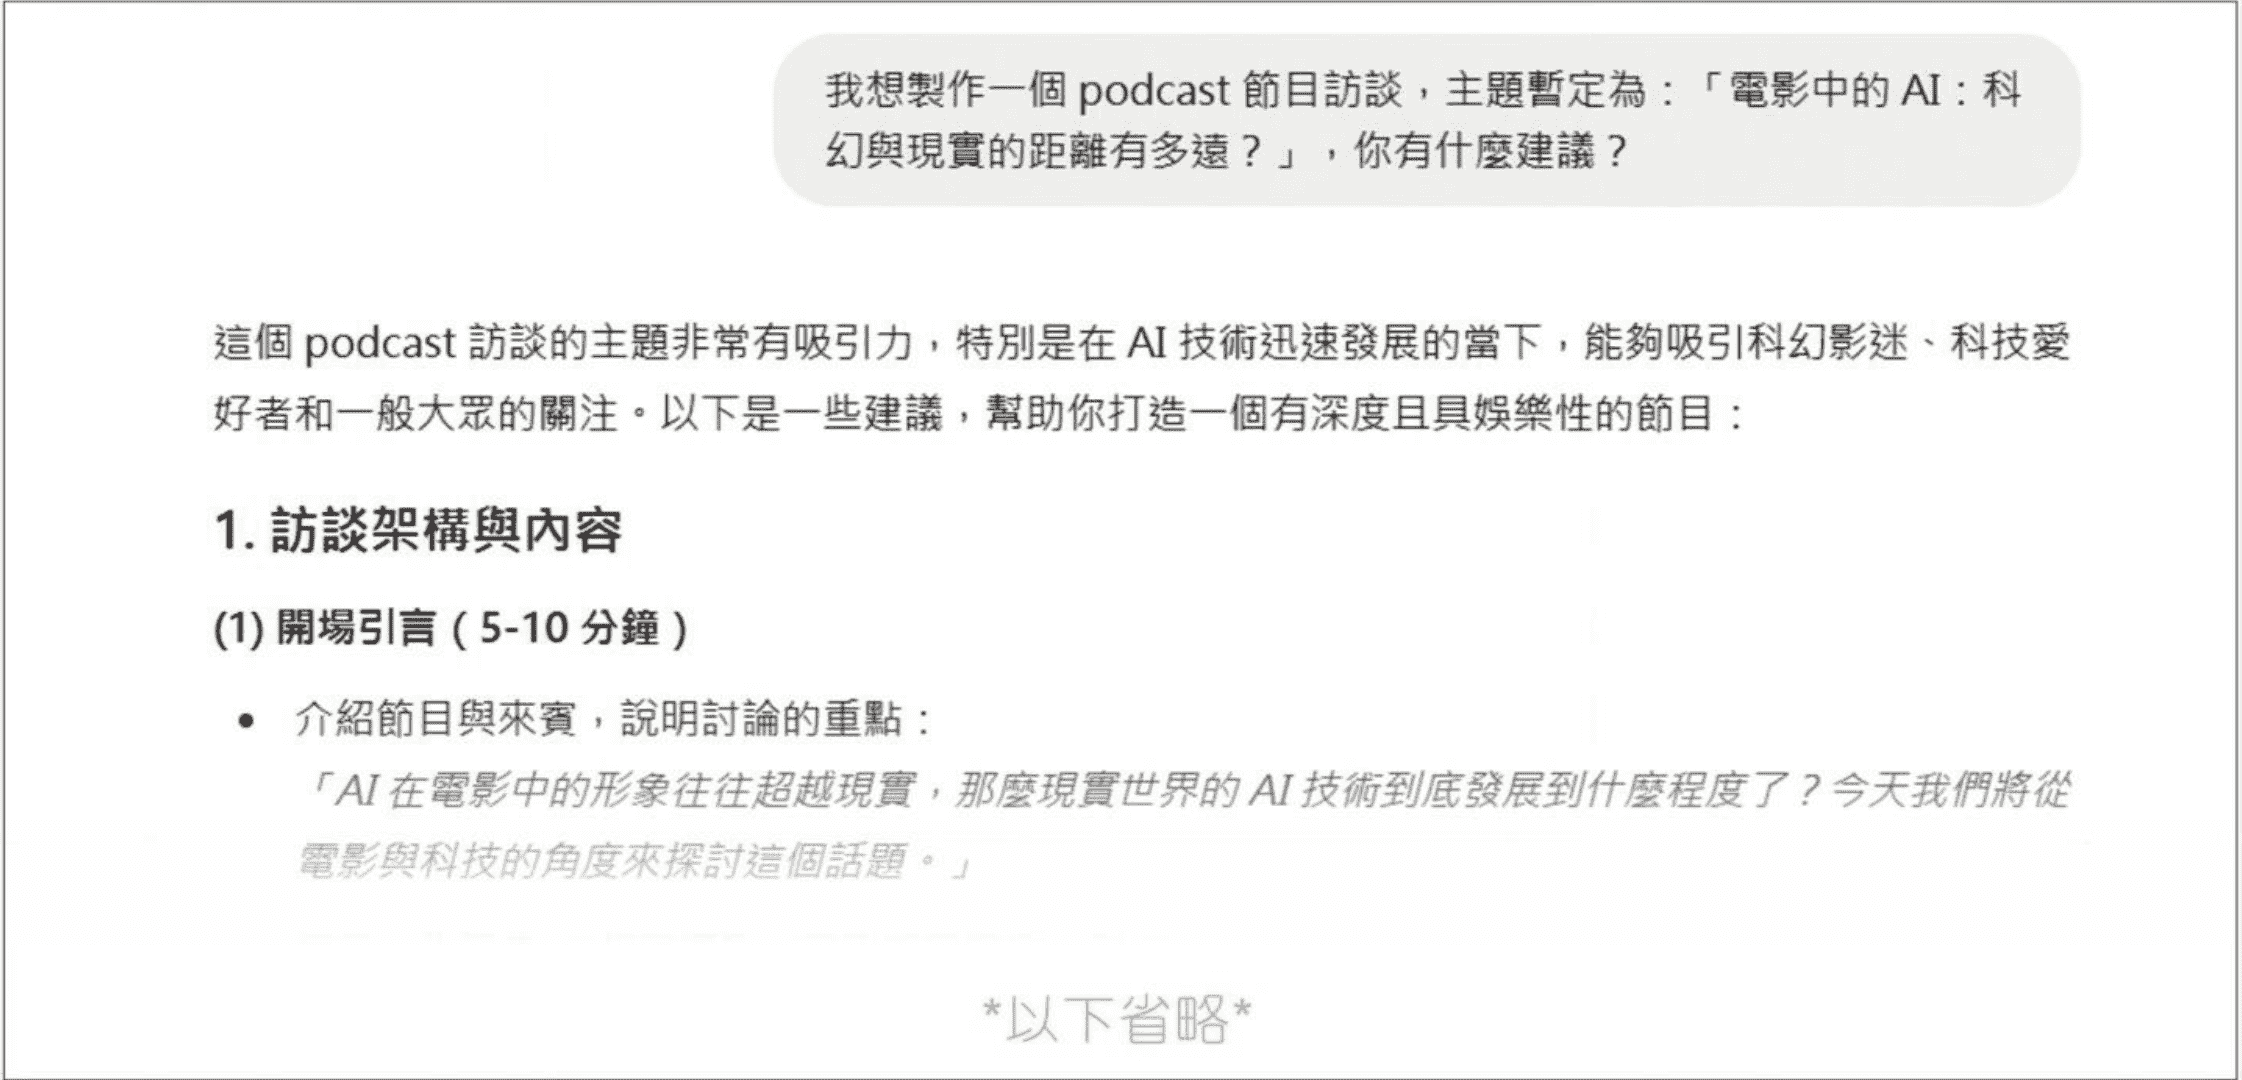 我想製作一個 podcast 節目訪談，主題暫定為：「電影中的 AI：科
幻與現實的距離有多遠？」，你有什麼建議？
這個 podcast 訪談的主題非常有吸引力，特別是在 AI 技術迅速發展的當下，能夠吸引科幻影迷、科技愛
好者和一般大眾的關注。以下是一些建議，幫助你打造一個有深度且具娛樂性的節目：
1. 訪談架構與內容
(1) 開場引言（5-10 分鐘）
• 介紹節目與來賓，說明討論的重點：
「AI 在電影中的形象往往超越現實，那麼現實世界的 AI 技術到底發展到什麼程度了？今天我們將從
電影與科技的角度來探討這個話題。」
*以下省略*